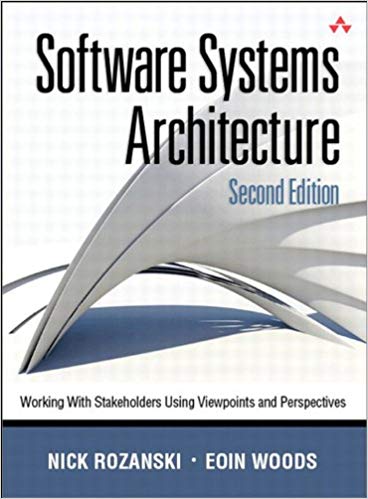 Software Systems
Architecture
Second Edition
Working With Stakeholders Using Viewpoints and Perspectives
NICK ROZANSKI · EOIN WOODS